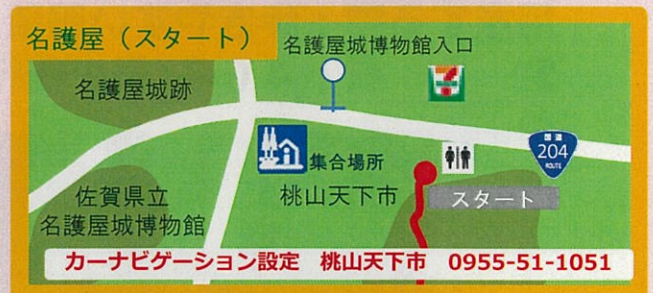 名護屋（スタート）
名護屋城博物館入口
名護屋城跡
国道
204
ROUTE
集合場所
佐賀県立
名護屋城博物館
桃山天下市
スタート
カーナビゲーション設定　桃山天下市　0955-51-1051